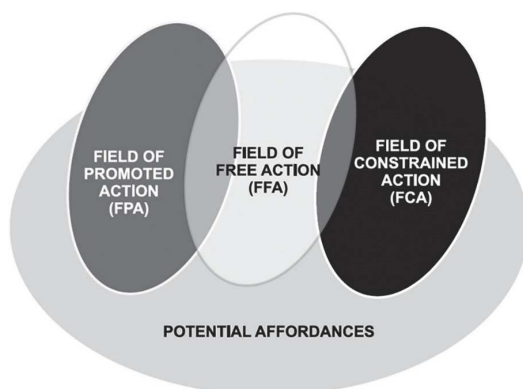 FIELD OF
PROMOTED
ACTION
(FPA)
FIELD OF
FREE ACTION
(FFA)
FIELD OF
CONSTRAINED
ACTION
(FCA)
POTENTIAL AFFORDANCES